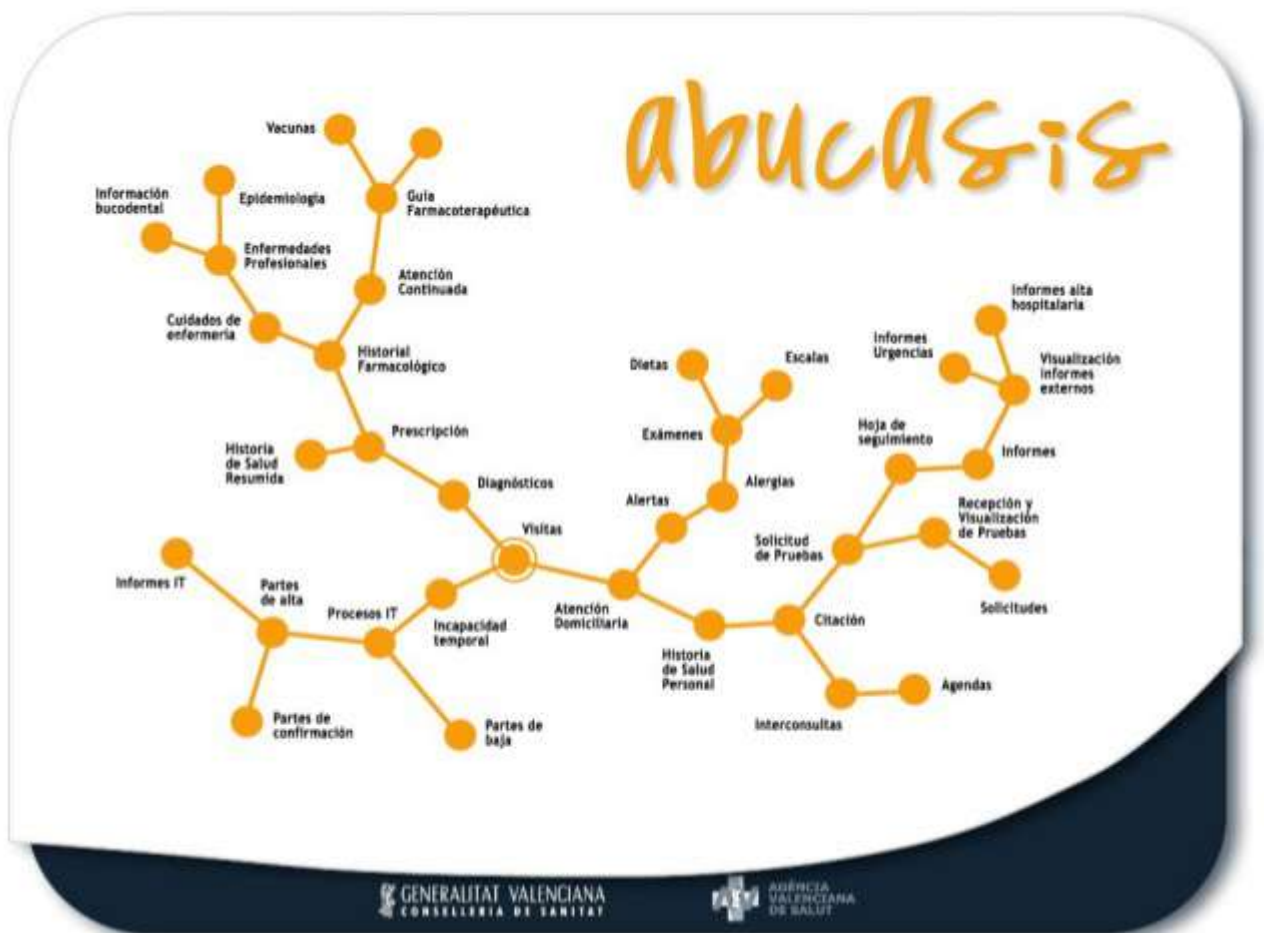 abucasis
Vacunas
Guía
Farmacoterapéutica
Información
bucodental
Epidemiología
Enfermedades
Profesionales
Atención
Continuada
Cuidados de
enfermería
Historial
Farmacológico
Prescripción
Historia
de Salud
Resumida
Diagnósticos
Visitas
Informes IT
Partes
de alta
Procesos IT
Incapacidad
temporal
Partes de
confirmación
Partes de
baja
Dietas
Escalas
Exámenes
Alergias
Alertas
Atención
Domiciliaria
Historia
de Salud
Personal
Citación
Solicitud
de Pruebas
Hoja de
seguimiento
Informes
Informes
Urgencias
Informes alta
hospitalaria
Visualización
informes
externos
Recepción y
Visualización
de Pruebas
Solicitudes
Agendas
Interconsultas
GENERALITAT VALENCIANA
CONSELLERIA DE SANITAT
AGÈNCIA
VALENCIANA
DE SALUT